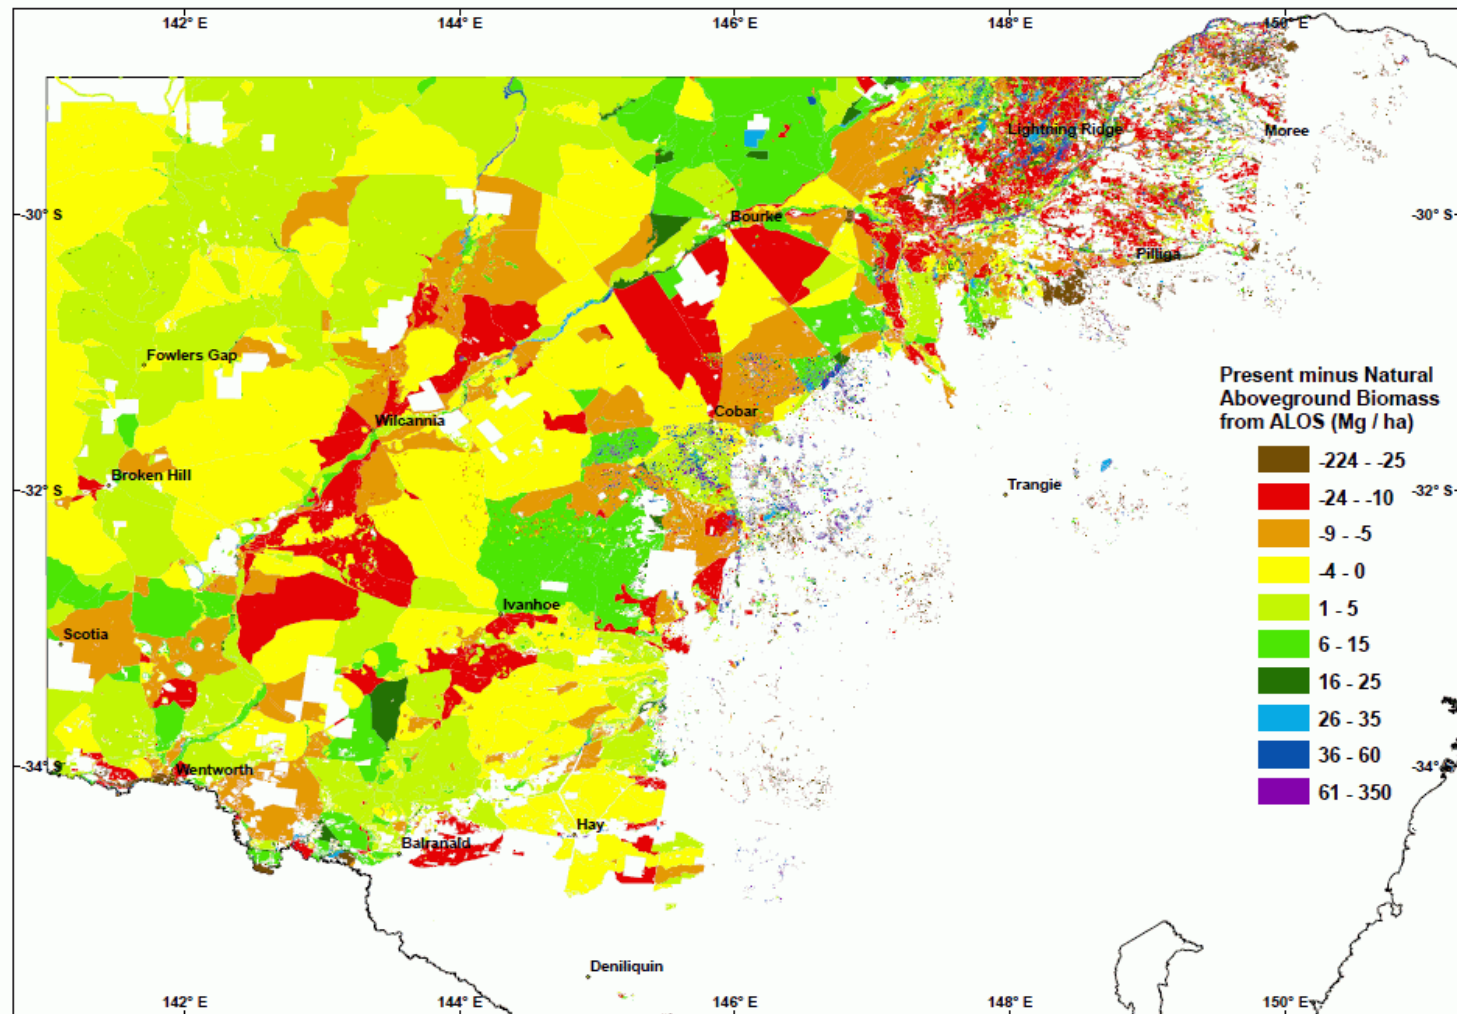 142° E 144° E 146° E 148° E 150° E
Lightning Ridge
Moree
-30° S Bourke -30° S
Pilliga
Fowlers Gap
Present minus Natural
Aboveground Biomass
from ALOS (Mg / ha)
Wilcannia Cobar
-224 - -25
Broken Hill
-32° S Trangie -32° S
-24 - -10
-9 - -5
-4 - 0
Ivanhoe 1 - 5
Scotia 6 - 15
16 - 25
26 - 35
-34° S Wentworth 36 - 60 -34° S
61 - 350
Hay
Balranald
Deniliquin
142° E 144° E 146° E 148° E 150° E